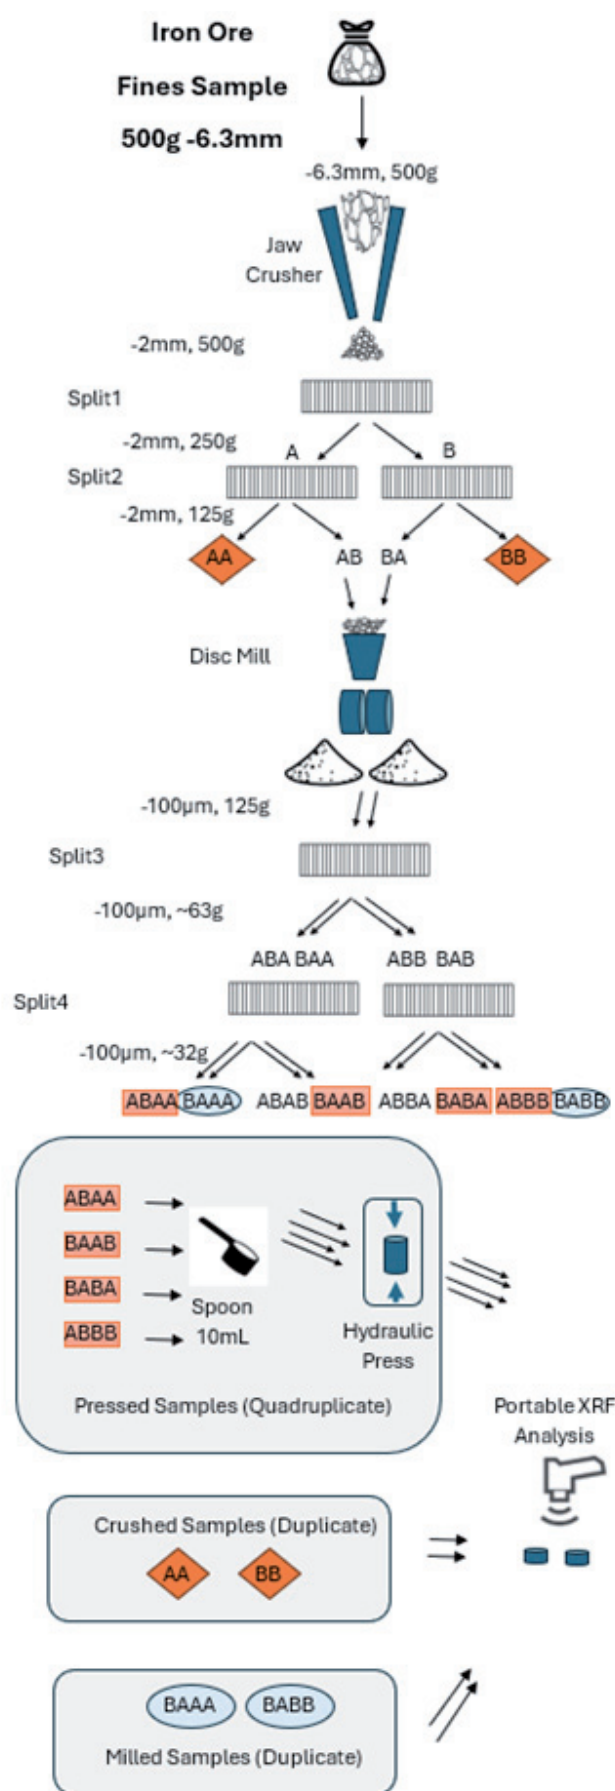 Iron Ore
Fines Sample
500g -6.3mm
-6.3mm, 500g
Jaw
Crusher
-2mm, 500g
Split1
-2mm, 250g
A
B
Split2
-2mm, 125g
AA
AB
BA
BB
Disc Mill
-100µm, 125g
Split3
-100µm, ~63g
ABA BAA
ABB BAB
Split4
-100µm, ~32g
ABAA BAAA ABAB BAAB ABBA BABA ABBB BABB
ABAA
BAAB
BABA
ABBB
Spoon
10mL
Hydraulic
Press
Pressed Samples (Quadruplicate)
Portable XRF
Analysis
Crushed Samples (Duplicate)
AA
BB
BAAA
BABB
Milled Samples (Duplicate)